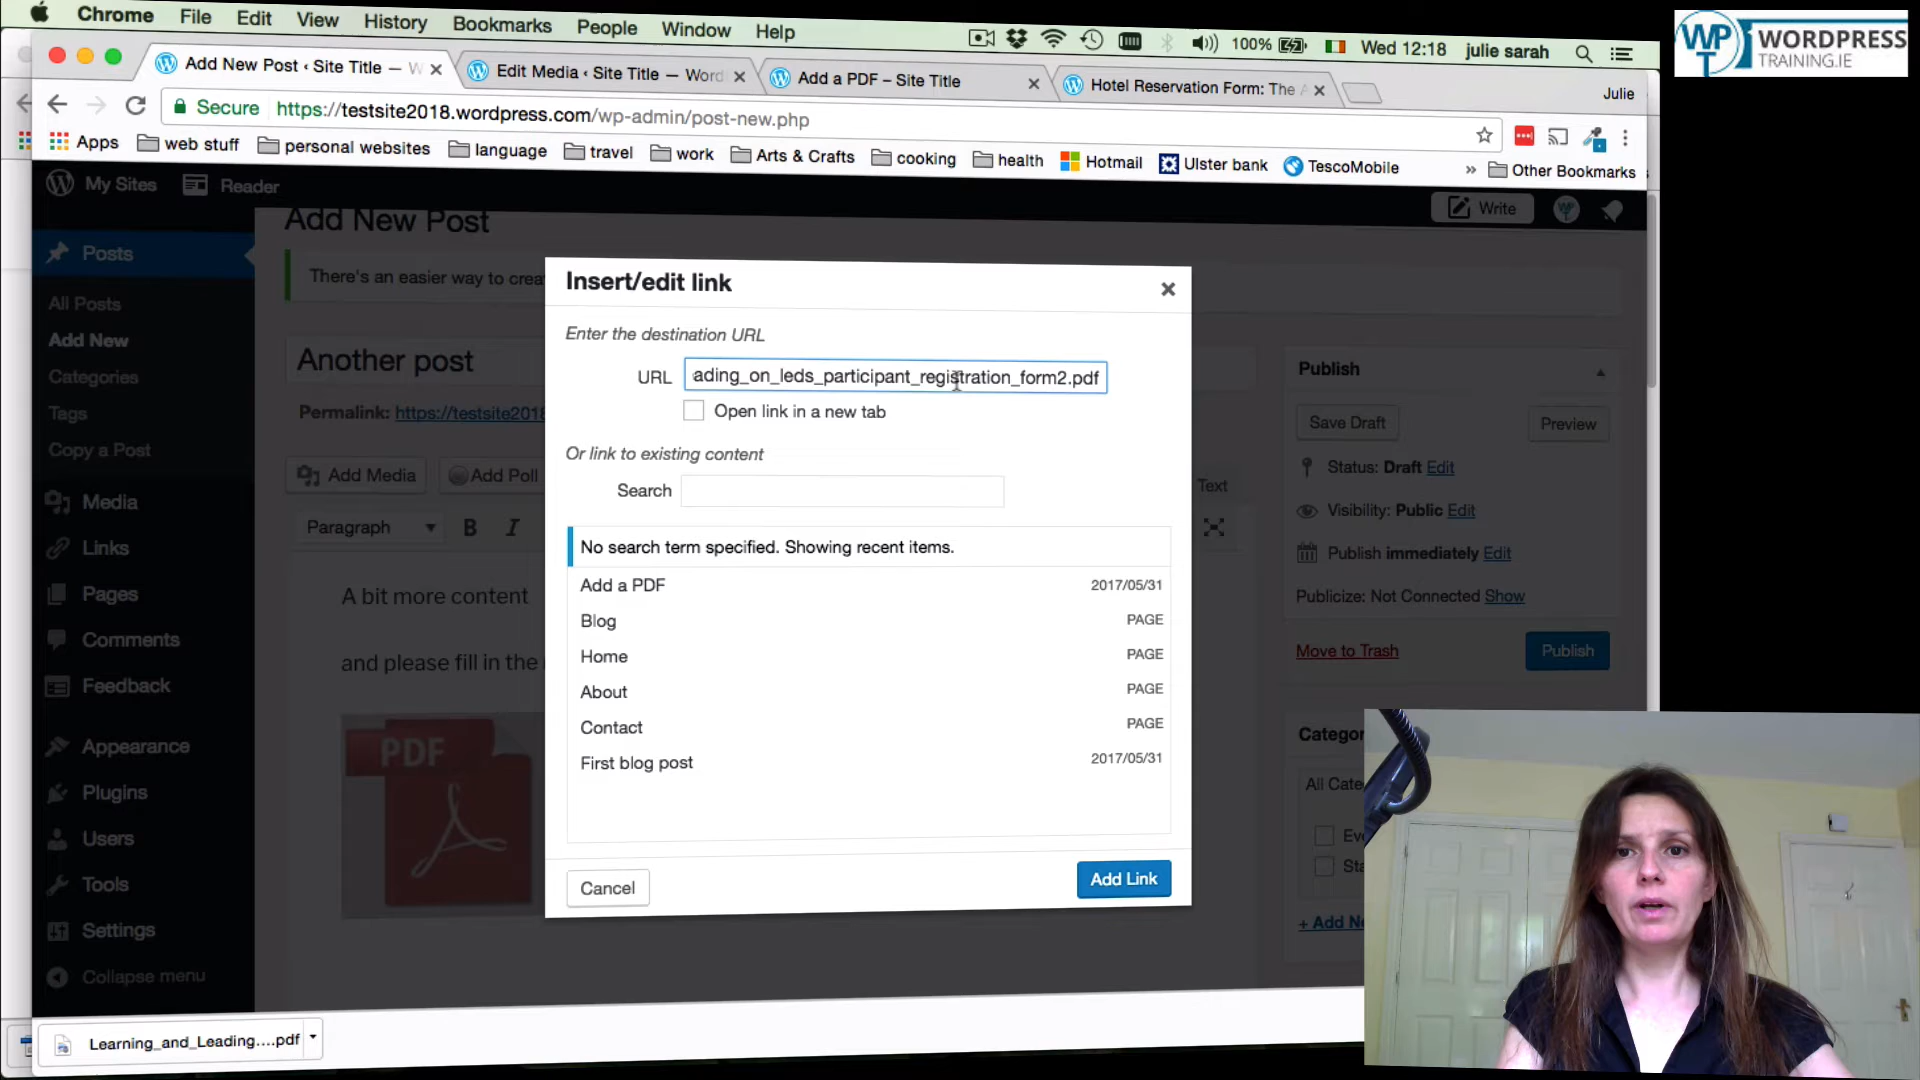 Chrome File Edit View History Bookmarks People Window Help 100% Wed 12:18 julie sarah
WP WORDPRESS
TRAINING.IE
Add New Post ‹ Site Title — W Edit Media ‹ Site Title — Word Add a PDF – Site Title Hotel Reservation Form: The A
Julie
Secure https://testsite2018.wordpress.com/wp-admin/post-new.php
Apps web stuff personal websites language travel work Arts & Crafts cooking health Hotmail Ulster bank TescoMobile » Other Bookmarks
My Sites Reader Write
Add New Post
Posts
There's an easier way to crea
All Posts
Add New
Categories
Tags
Copy a Post
Media
Links
Pages
Comments
Feedback
Appearance
Plugins
Users
Tools
Settings
Collapse menu
Another post
Permalink: https://testsite2018
Add Media Add Poll
Text
Paragraph B I
A bit more content
and please fill in the
PDF
Insert/edit link
Enter the destination URL
URL ading_on_leds_participant_registration_form2.pdf
Open link in a new tab
Or link to existing content
Search
No search term specified. Showing recent items.
Add a PDF 2017/05/31
Blog PAGE
Home PAGE
About PAGE
Contact PAGE
First blog post 2017/05/31
Cancel Add Link
Publish
Save Draft Preview
Status: Draft Edit
Visibility: Public Edit
Publish immediately Edit
Publicize: Not Connected Show
Move to Trash Publish
Categor
All Cate
Eve
Sta
+ Add Ne
Learning_and_Leading....pdf